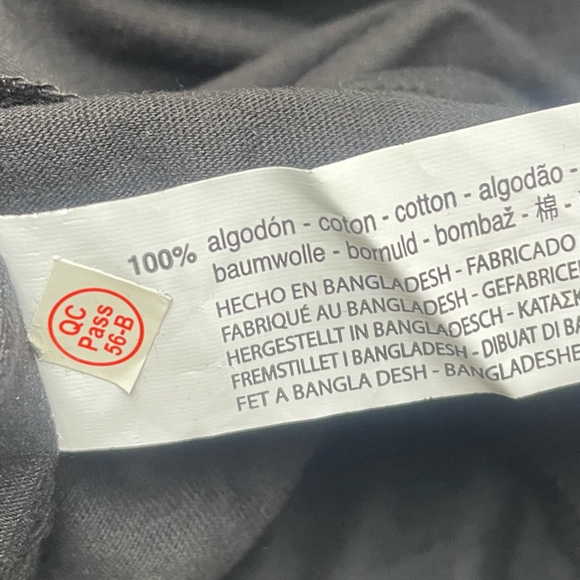 100% algodón - coton - cotton - algodão -
baumwolle - bomuld - bombaž - 棉 -
HECHO EN BANGLADESH - FABRICADO
FABRIQUÉ AU BANGLADESH - GEFABRICE
HERGESTELLT IN BANGLADESCH - ΚΑΤΑΣΚ
FREMSTILLET I BANGLADESH - DIBUAT DI BA
FET A BANGLA DESH - BANGLADESHE
QC
Pass
56-B